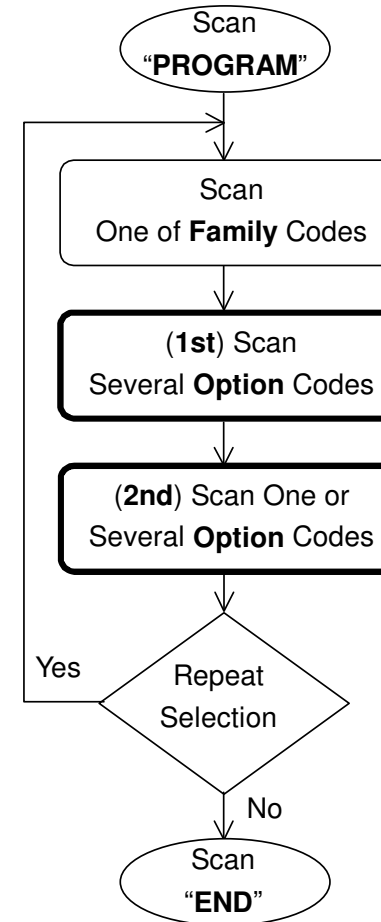 Scan
“PROGRAM”
Scan
One of Family Codes
(1st) Scan
Several Option Codes
(2nd) Scan One or
Several Option Codes
Yes
Repeat
Selection
No
Scan
“END”